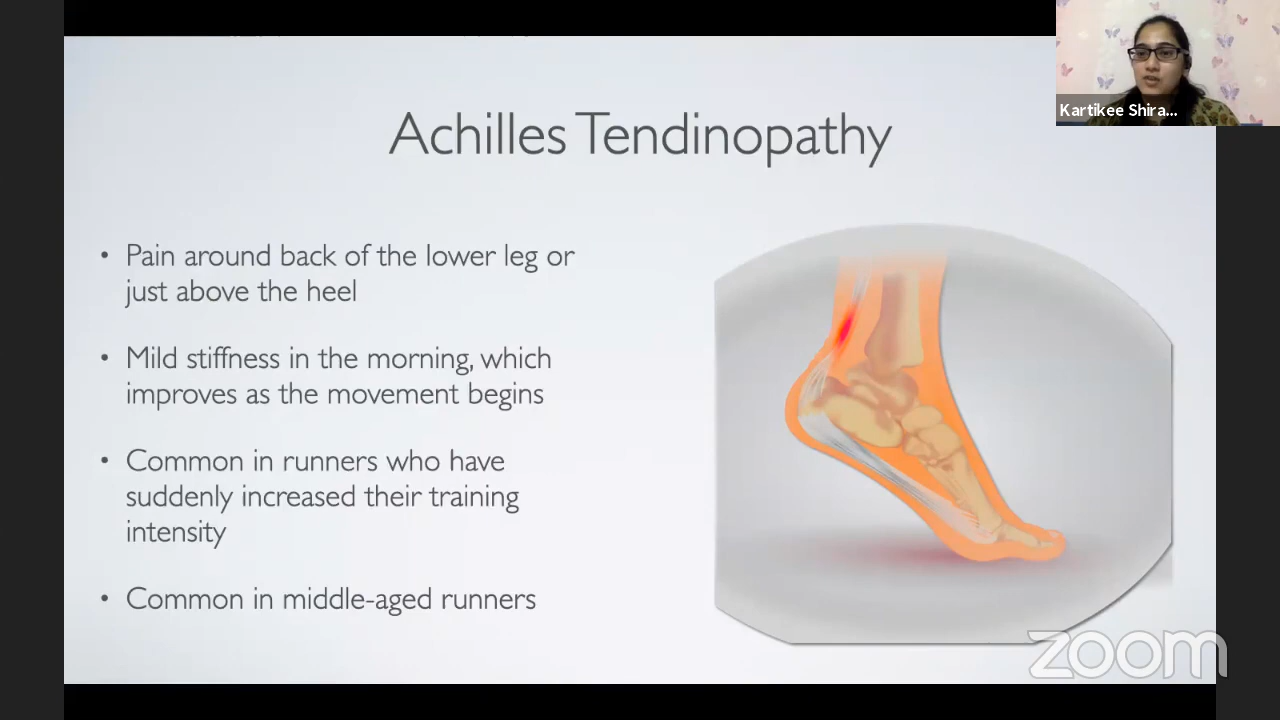 Kartikee Shira...
Achilles Tendinopathy
• Pain around back of the lower leg or
just above the heel
• Mild stiffness in the morning, which
improves as the movement begins
• Common in runners who have
suddenly increased their training
intensity
• Common in middle-aged runners
zoom